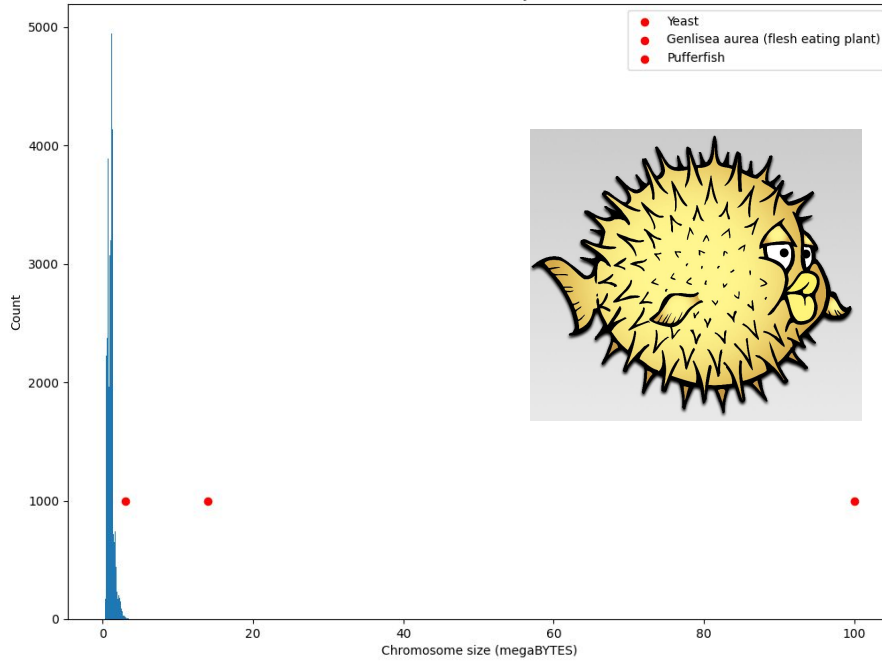 Yeast
Genlisea aurea (flesh eating plant)
Pufferfish
5000
4000
3000
2000
1000
0
Count
0 20 40 60 80 100
Chromosome size (megaBYTES)